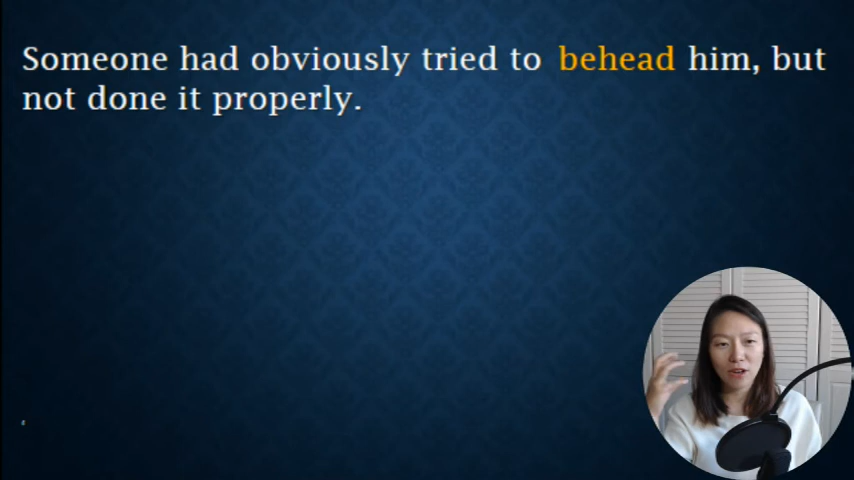 Someone had obviously tried to behead him, but
not done it properly.